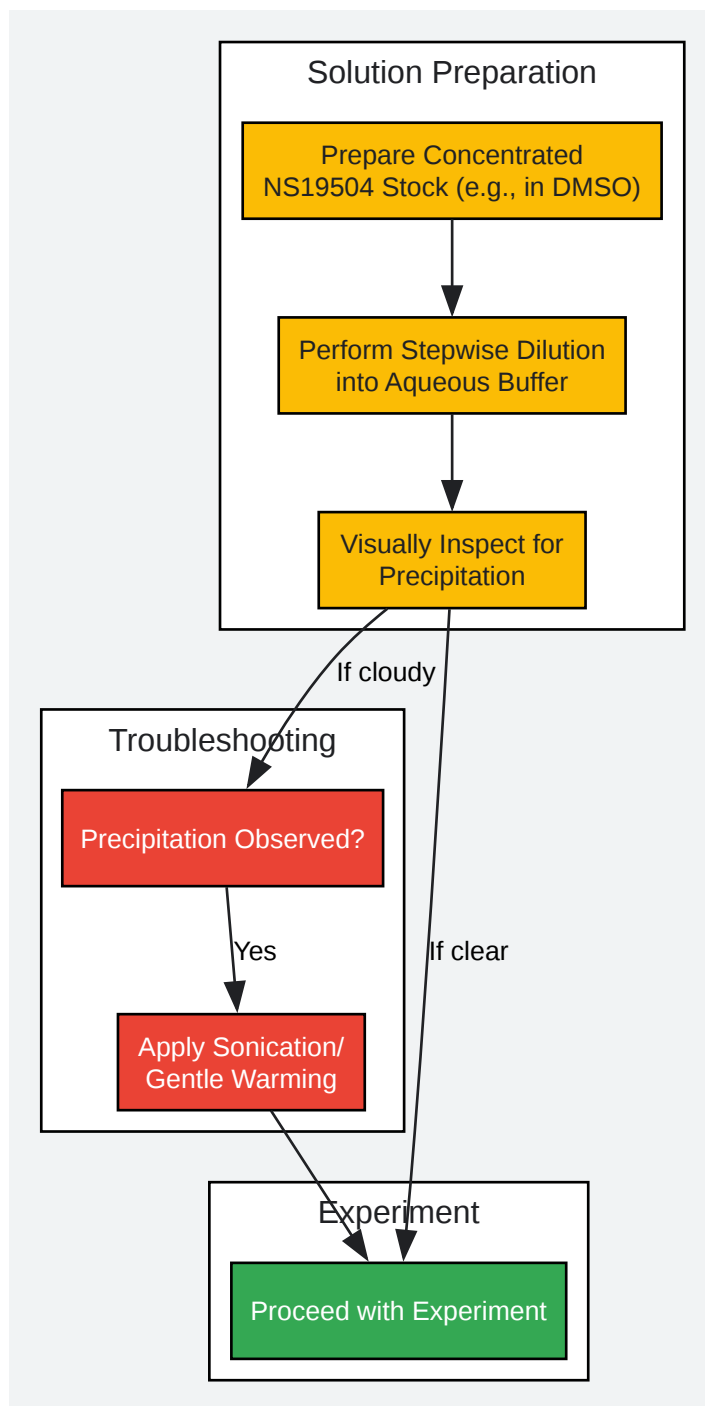 Solution Preparation
Prepare Concentrated
NS19504 Stock (e.g., in DMSO)
Perform Stepwise Dilution
into Aqueous Buffer
Visually Inspect for
Precipitation
If cloudy
Troubleshooting
Precipitation Observed?
Yes
If clear
Apply Sonication/
Gentle Warming
Experiment
Proceed with Experiment